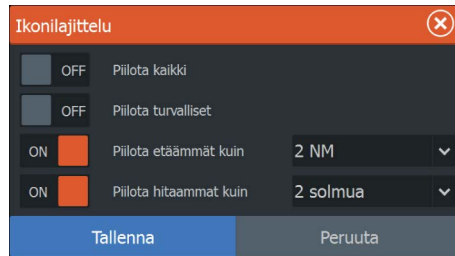 Ikonilajittelu
OFF Piilota kaikki
OFF Piilota turvalliset
ON Piilota etäämmät kuin 2 NM
ON Piilota hitaammat kuin 2 solmua
Tallenna Peruuta